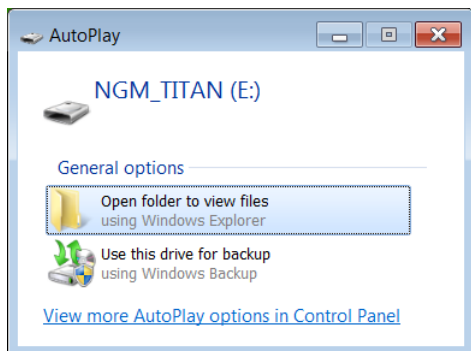 AutoPlay
NGM_TITAN (E:)
General options
Open folder to view files
using Windows Explorer
Use this drive for backup
using Windows Backup
View more AutoPlay options in Control Panel